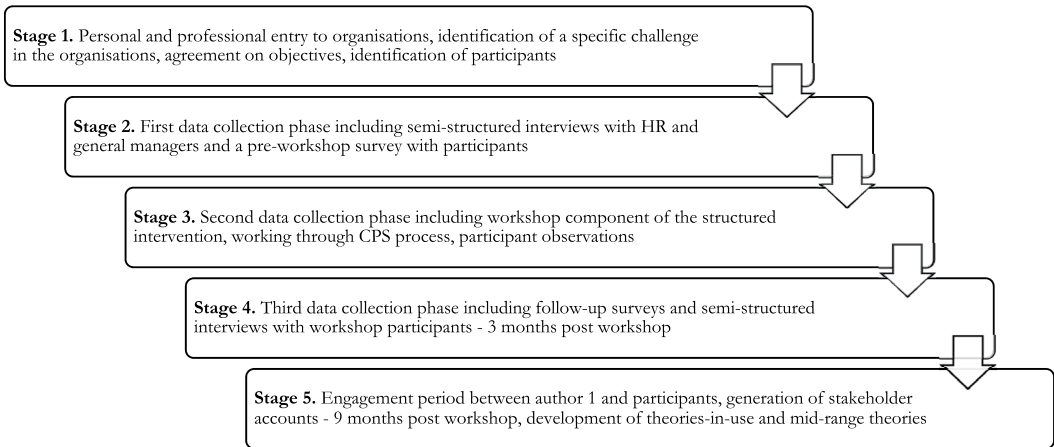 Stage 1. Personal and professional entry to organisations, identification of a specific challenge
in the organisations, agreement on objectives, identification of participants
Stage 2. First data collection phase including semi-structured interviews with HR and
general managers and a pre-workshop survey with participants
Stage 3. Second data collection phase including workshop component of the structured
intervention, working through CPS process, participant observations
Stage 4. Third data collection phase including follow-up surveys and semi-structured
interviews with workshop participants - 3 months post workshop
Stage 5. Engagement period between author 1 and participants, generation of stakeholder
accounts - 9 months post workshop, development of theories-in-use and mid-range theories